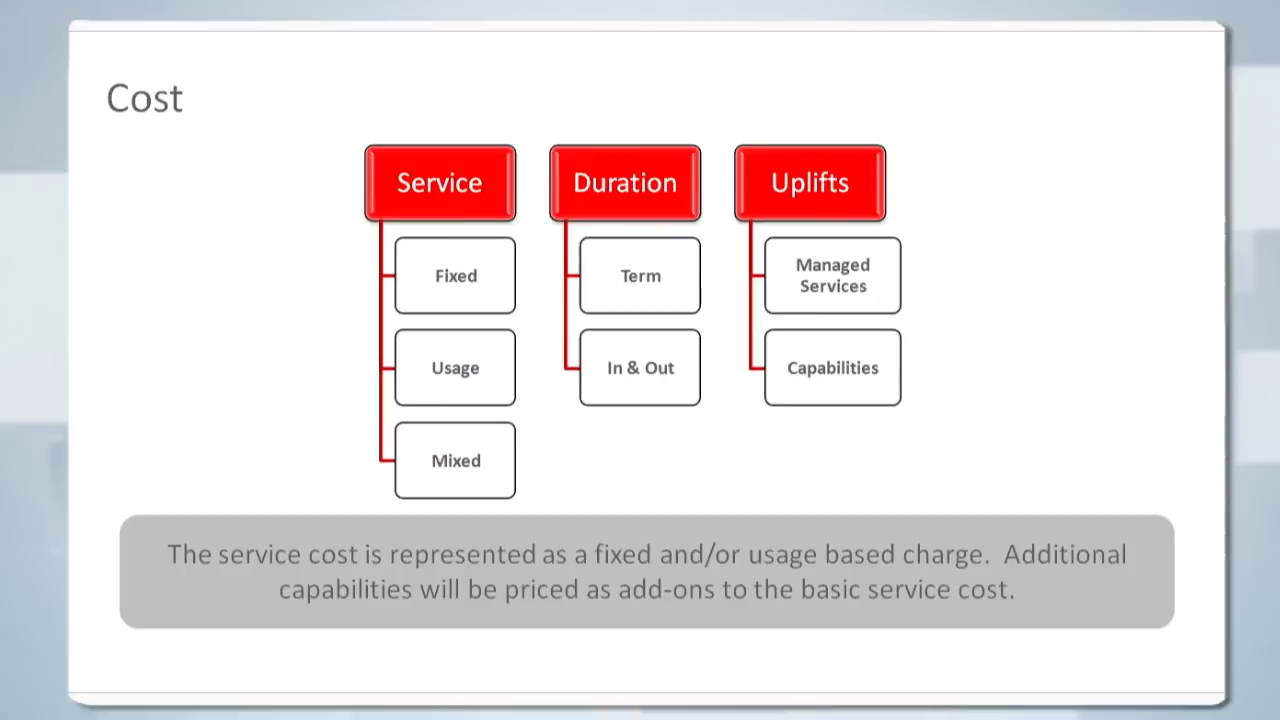 Cost
Service
Fixed
Usage
Mixed
Duration
Term
In & Out
Uplifts
Managed
Services
Capabilities
The service cost is represented as a fixed and/or usage based charge.  Additional
capabilities will be priced as add-ons to the basic service cost.